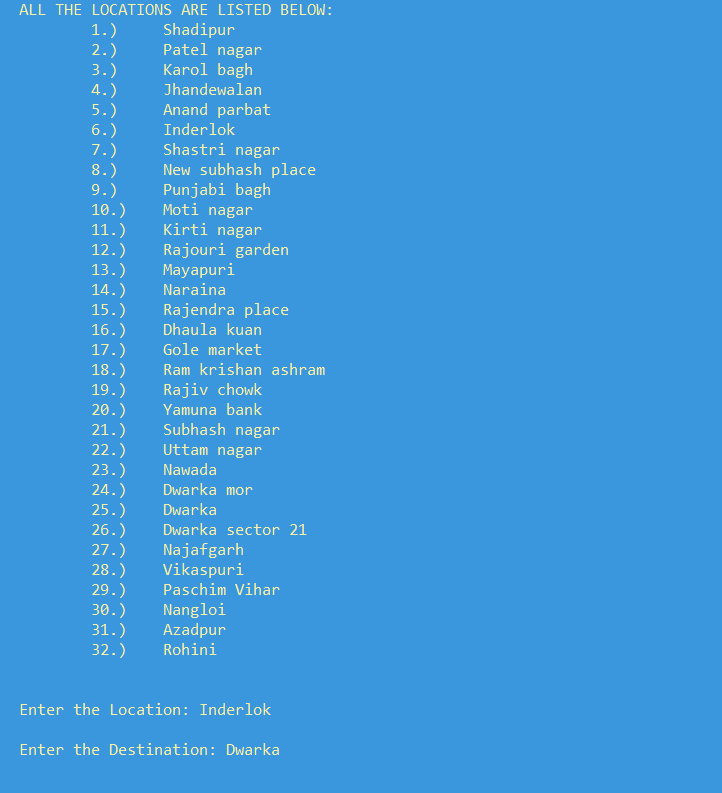 ALL THE LOCATIONS ARE LISTED BELOW:
1.) Shadipur
2.) Patel nagar
3.) Karol bagh
4.) Jhandewalan
5.) Anand parbat
6.) Inderlok
7.) Shastri nagar
8.) New subhash place
9.) Punjabi bagh
10.) Moti nagar
11.) Kirti nagar
12.) Rajouri garden
13.) Mayapuri
14.) Naraina
15.) Rajendra place
16.) Dhaula kuan
17.) Gole market
18.) Ram krishan ashram
19.) Rajiv chowk
20.) Yamuna bank
21.) Subhash nagar
22.) Uttam nagar
23.) Nawada
24.) Dwarka mor
25.) Dwarka
26.) Dwarka sector 21
27.) Najafgarh
28.) Vikaspuri
29.) Paschim Vihar
30.) Nangloi
31.) Azadpur
32.) Rohini
Enter the Location: Inderlok
Enter the Destination: Dwarka